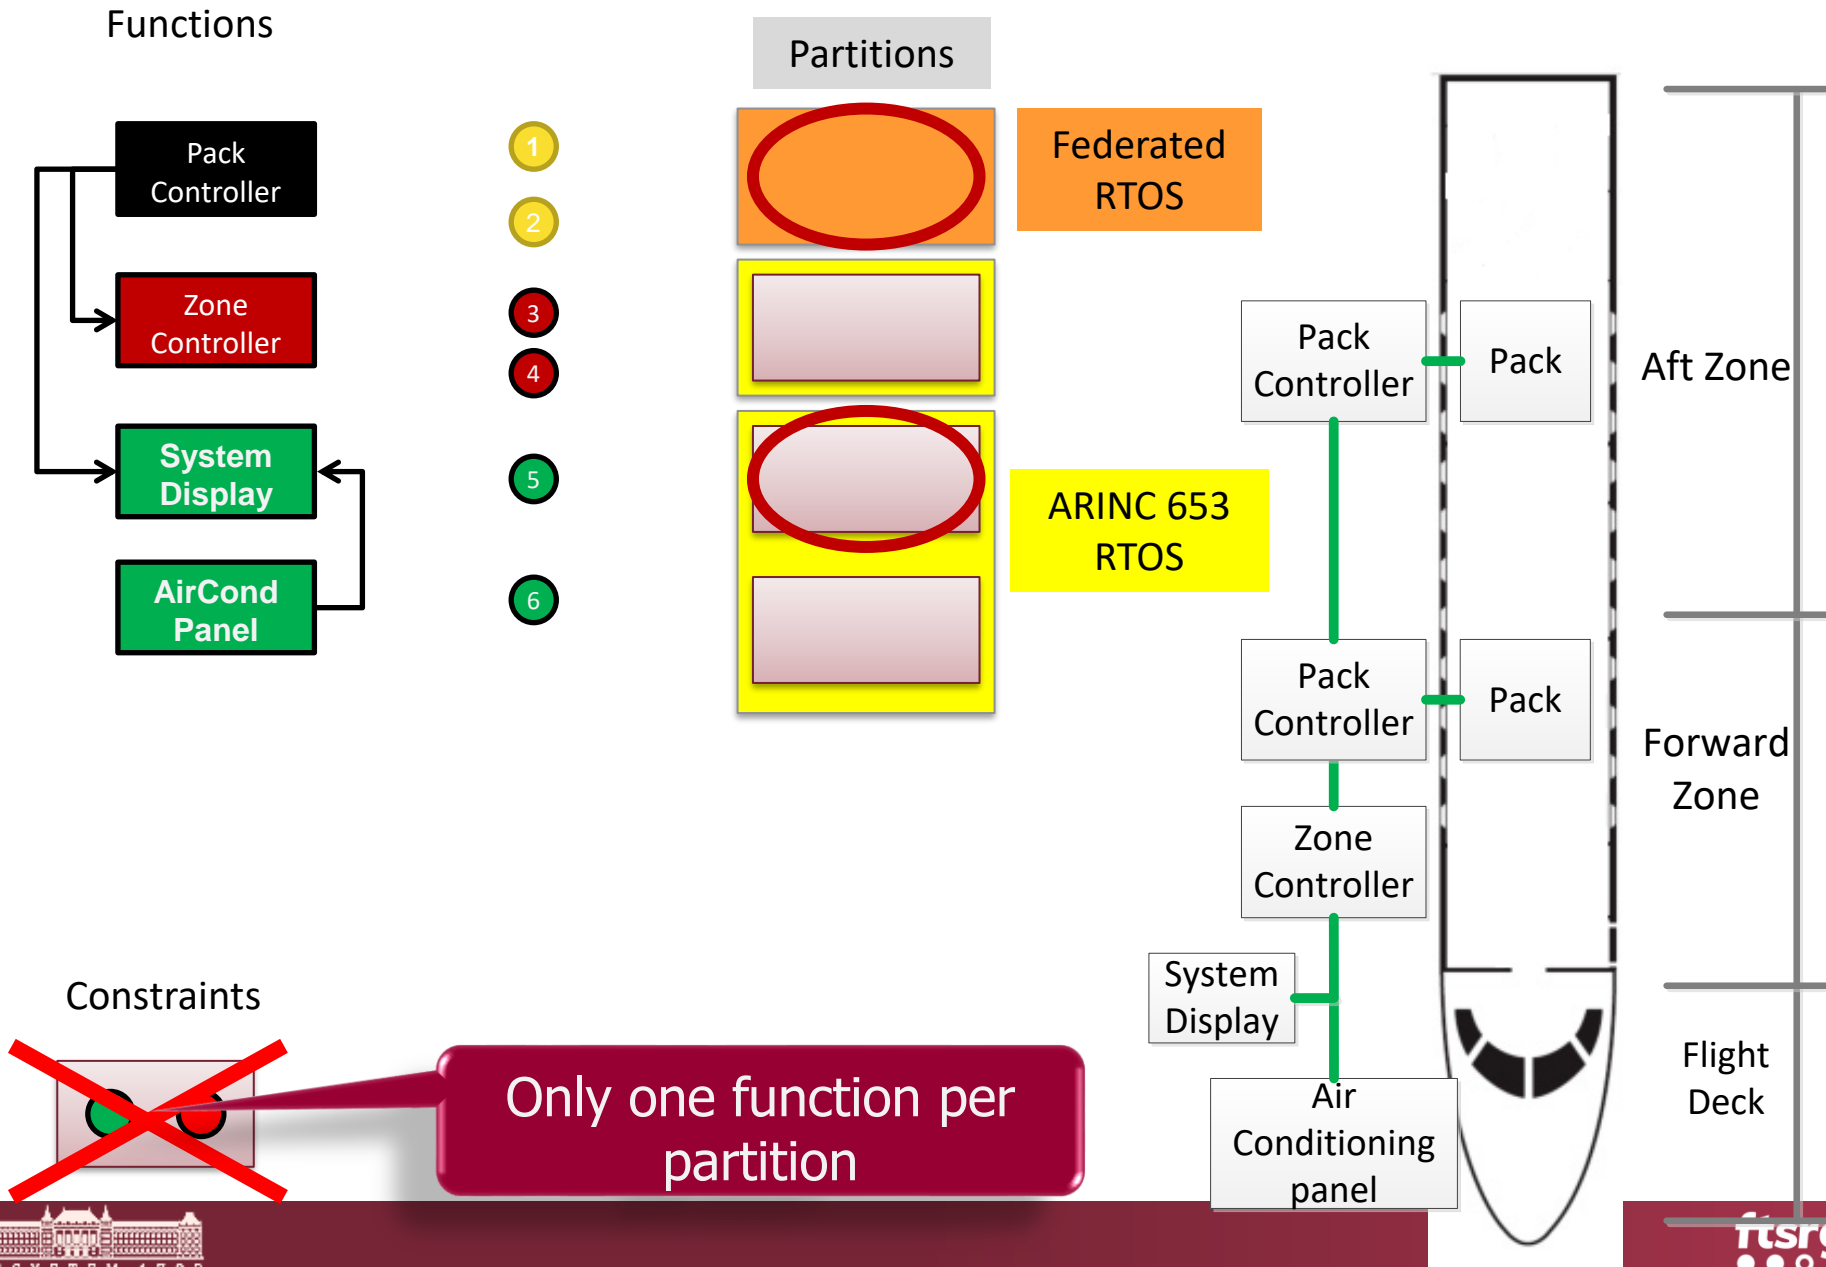 Functions
Partitions
Pack
Controller
1
2
Federated
RTOS
Zone
Controller
3
4
System
Display
5
ARINC 653
RTOS
AirCond
Panel
6
Pack
Controller
Pack
Aft Zone
Pack
Controller
Pack
Forward
Zone
Zone
Controller
System
Display
Flight
Deck
Air
Conditioning
panel
Constraints
Only one function per
partition